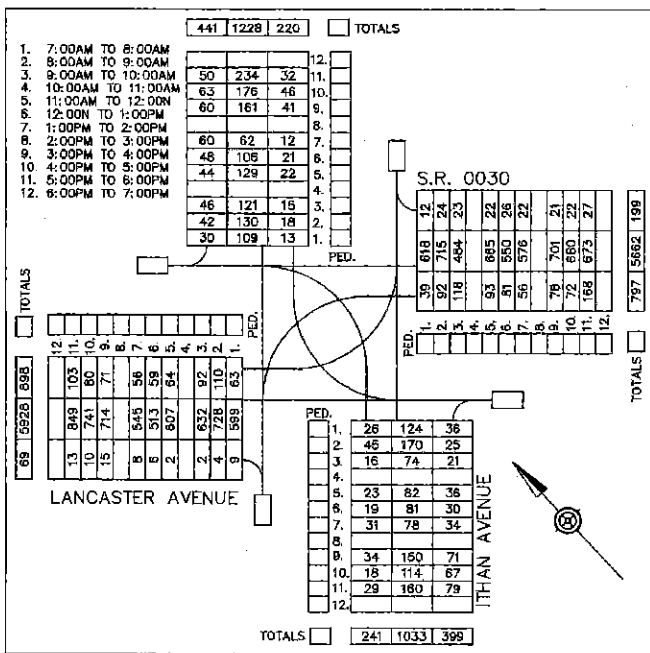 441 1228 220 TOTALS
1. 7:00AM TO 8:00AM
2. 8:00AM TO 9:00AM
3. 9:00AM TO 10:00AM
4. 10:00AM TO 11:00AM
5. 11:00AM TO 12:00N
6. 12:00N TO 1:00PM
7. 1:00PM TO 2:00PM
8. 2:00PM TO 3:00PM
9. 3:00PM TO 4:00PM
10. 4:00PM TO 5:00PM
11. 5:00PM TO 6:00PM
12. 6:00PM TO 7:00PM
12.
50 234 32 11.
63 176 46 10.
60 161 41 9.
8.
60 62 12 7.
48 106 21 6.
44 129 22 5.
4.
46 121 15 3.
42 130 18 2.
30 109 13 1.
PED.
S.R. 0030
12 24 23 22 26 22 21 22 27 199
618 715 484 685 550 576 701 660 673 5662
39 92 118 93 81 56 78 72 168 797
PED.
1. 2. 3. 4. 5. 6. 7. 8. 9. 10. 11. 12.
TOTALS
TOTALS
PED.
12. 11. 10. 9. 8. 7. 6. 5. 4. 3. 2. 1.
898 103 80 71 56 59 64 92 110 63
5928 849 741 714 545 513 607 632 728 599
69 13 10 15 8 6 2 2 4 9
LANCASTER AVENUE
PED.
1. 26 124 36
2. 46 170 25
3. 16 74 21
4.
5. 23 82 36
6. 19 81 30
7. 31 78 34
8.
9. 34 150 71
10. 18 114 67
11. 29 160 79
12.
ITHAN AVENUE
TOTALS 241 1033 399